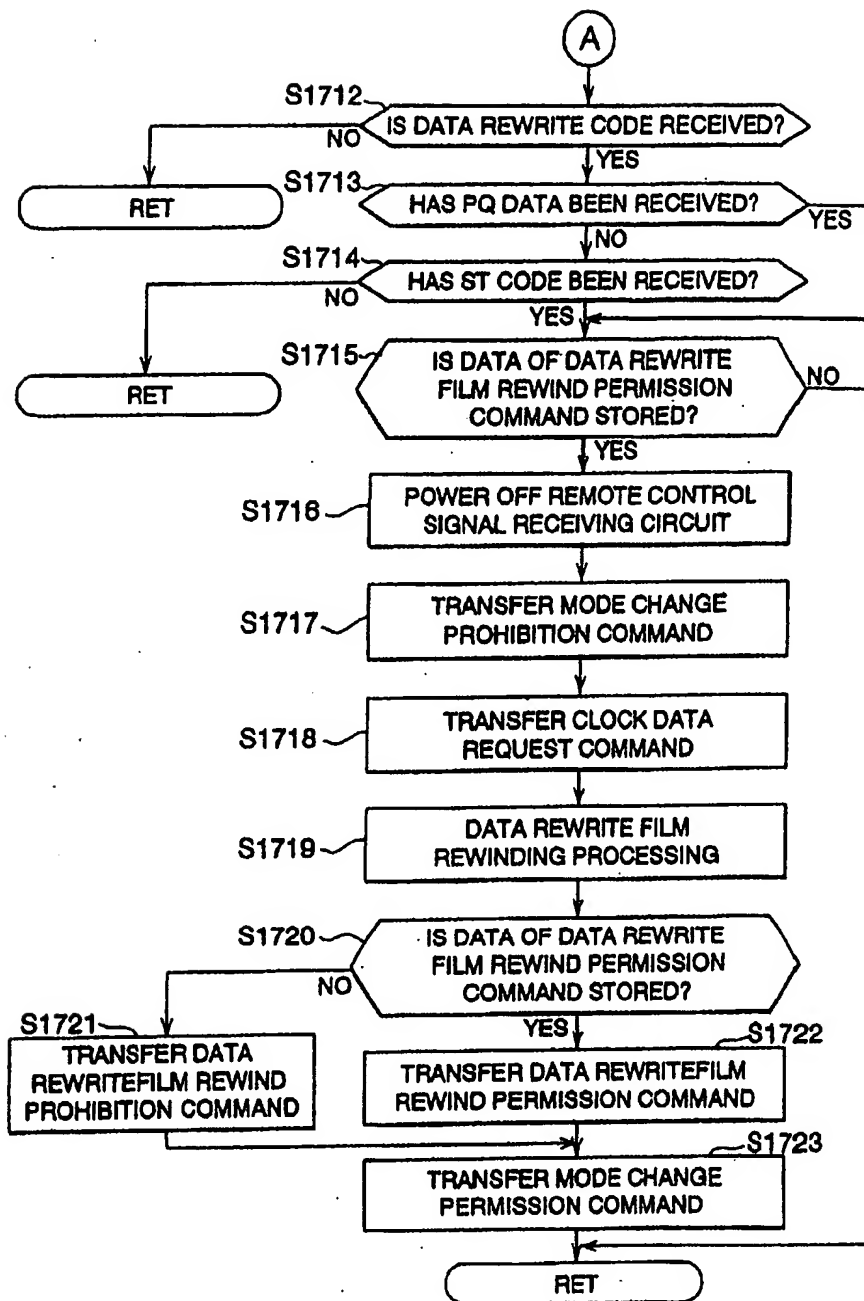 A
S1712
IS DATA REWRITE CODE RECEIVED?
NO
YES
S1713
RET
HAS PQ DATA BEEN RECEIVED?
YES
NO
S1714
HAS ST CODE BEEN RECEIVED?
NO
YES
S1715
RET
IS DATA OF DATA REWRITE
FILM REWIND PERMISSION
COMMAND STORED?
NO
YES
S1716
POWER OFF REMOTE CONTROL
SIGNAL RECEIVING CIRCUIT
S1717
TRANSFER MODE CHANGE
PROHIBITION COMMAND
S1718
TRANSFER CLOCK DATA
REQUEST COMMAND
S1719
DATA REWRITE FILM
REWINDING PROCESSING
S1720
IS DATA OF DATA REWRITE
FILM REWIND PERMISSION
COMMAND STORED?
NO
YES
S1721
TRANSFER DATA
REWRITEFILM REWIND
PROHIBITION COMMAND
S1722
TRANSFER DATA REWRITEFILM
REWIND PERMISSION COMMAND
S1723
TRANSFER MODE CHANGE
PERMISSION COMMAND
RET